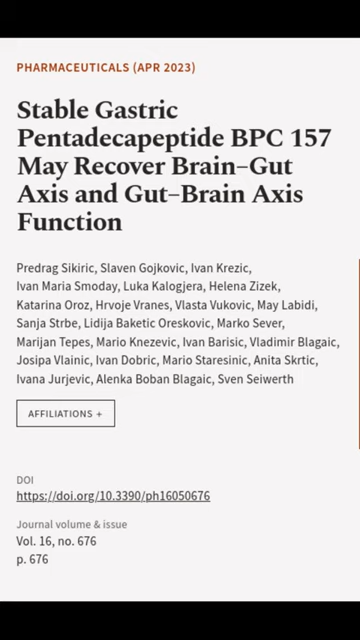 PHARMACEUTICALS (APR 2023)
Stable Gastric
Pentadecapeptide BPC 157
May Recover Brain–Gut
Axis and Gut–Brain Axis
Function
Predrag Sikiric, Slaven Gojkovic, Ivan Krezic,
Ivan Maria Smoday, Luka Kalogjera, Helena Zizek,
Katarina Oroz, Hrvoje Vranes, Vlasta Vukovic, May Labidi,
Sanja Strbe, Lidija Baketic Oreskovic, Marko Sever,
Marijan Tepes, Mario Knezevic, Ivan Barisic, Vladimir Blagaic,
Josipa Vlainic, Ivan Dobric, Mario Staresinic, Anita Skrtic,
Ivana Jurjevic, Alenka Boban Blagaic, Sven Seiwerth
AFFILIATIONS +
DOI
https://doi.org/10.3390/ph16050676
Journal volume & issue
Vol. 16, no. 676
p. 676